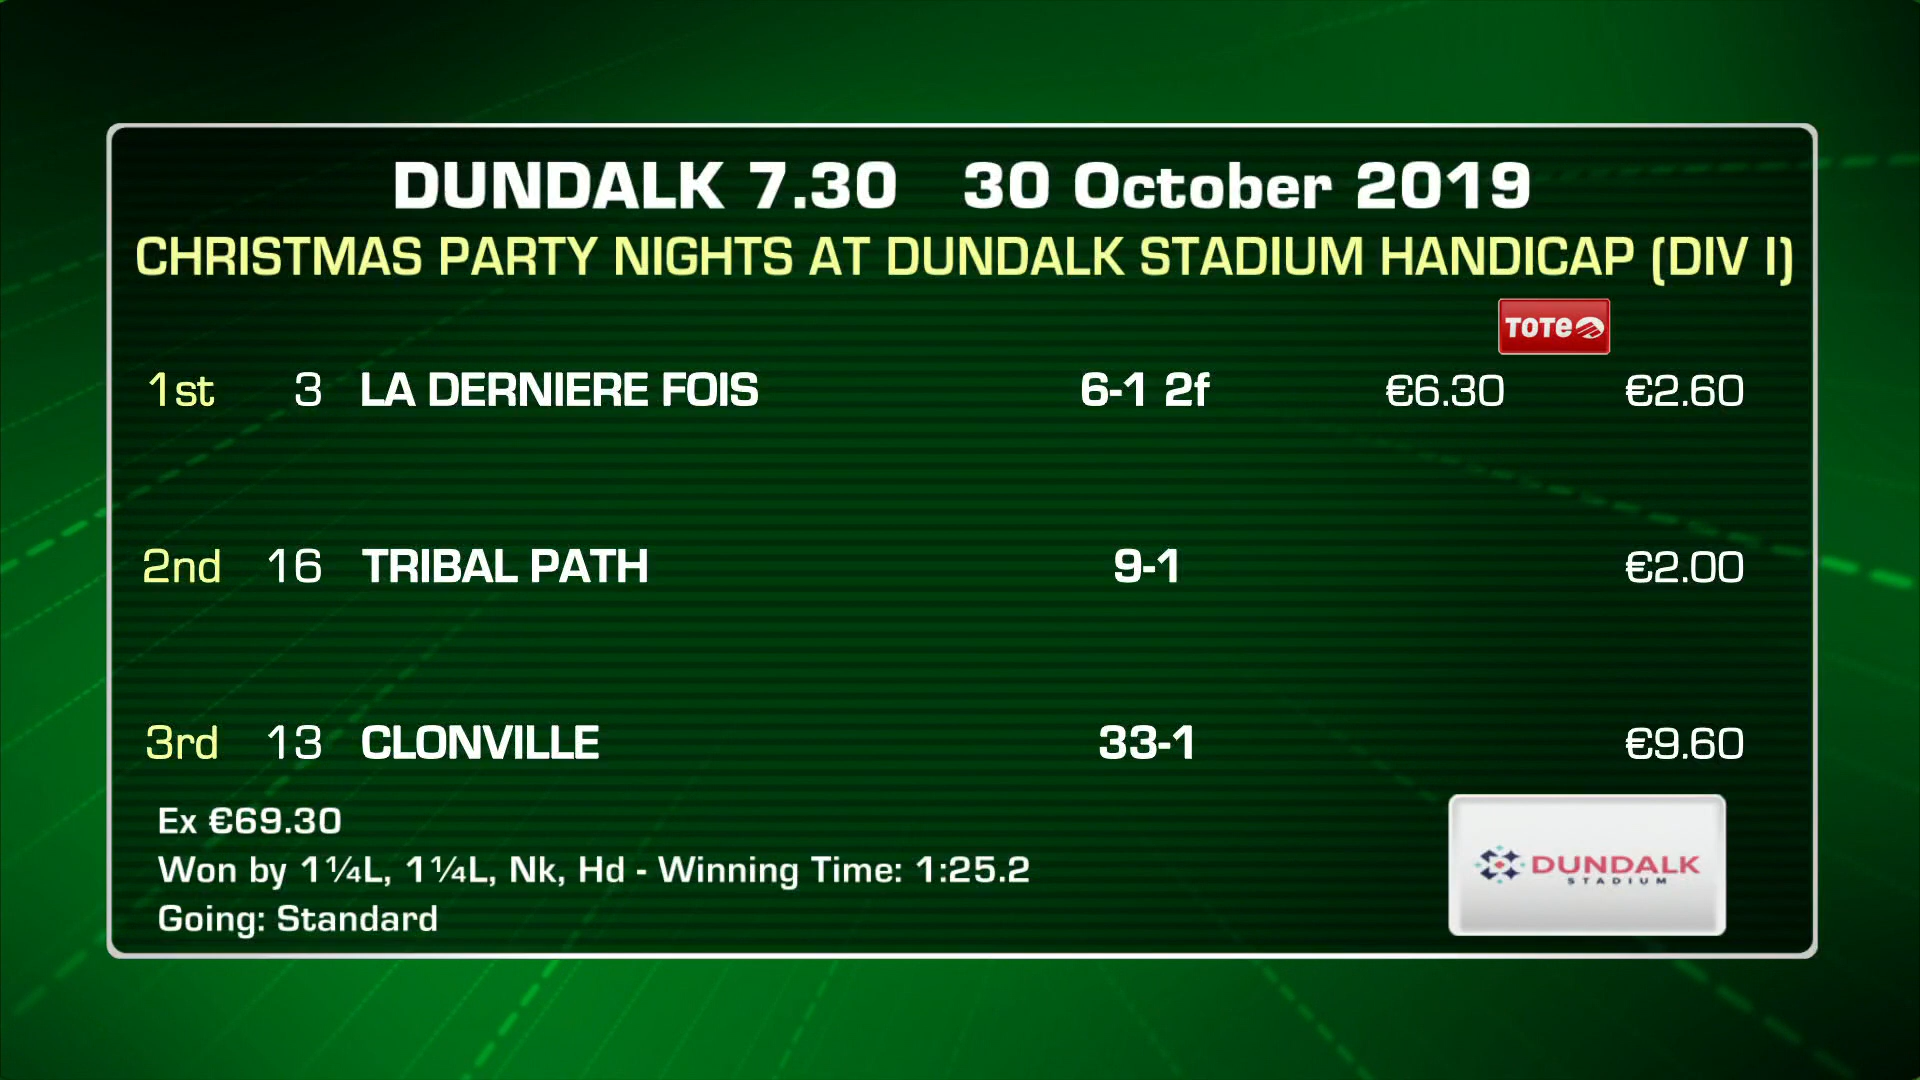 DUNDALK 7.30 30 October 2019
CHRISTMAS PARTY NIGHTS AT DUNDALK STADIUM HANDICAP (DIV I)
TOTE
1st 3 LA DERNIERE FOIS 6-1 2f €6.30 €2.60
2nd 16 TRIBAL PATH 9-1 €2.00
3rd 13 CLONVILLE 33-1 €9.60
Ex €69.30
Won by 1¼L, 1¼L, Nk, Hd - Winning Time: 1:25.2
Going: Standard
DUNDALK
STADIUM